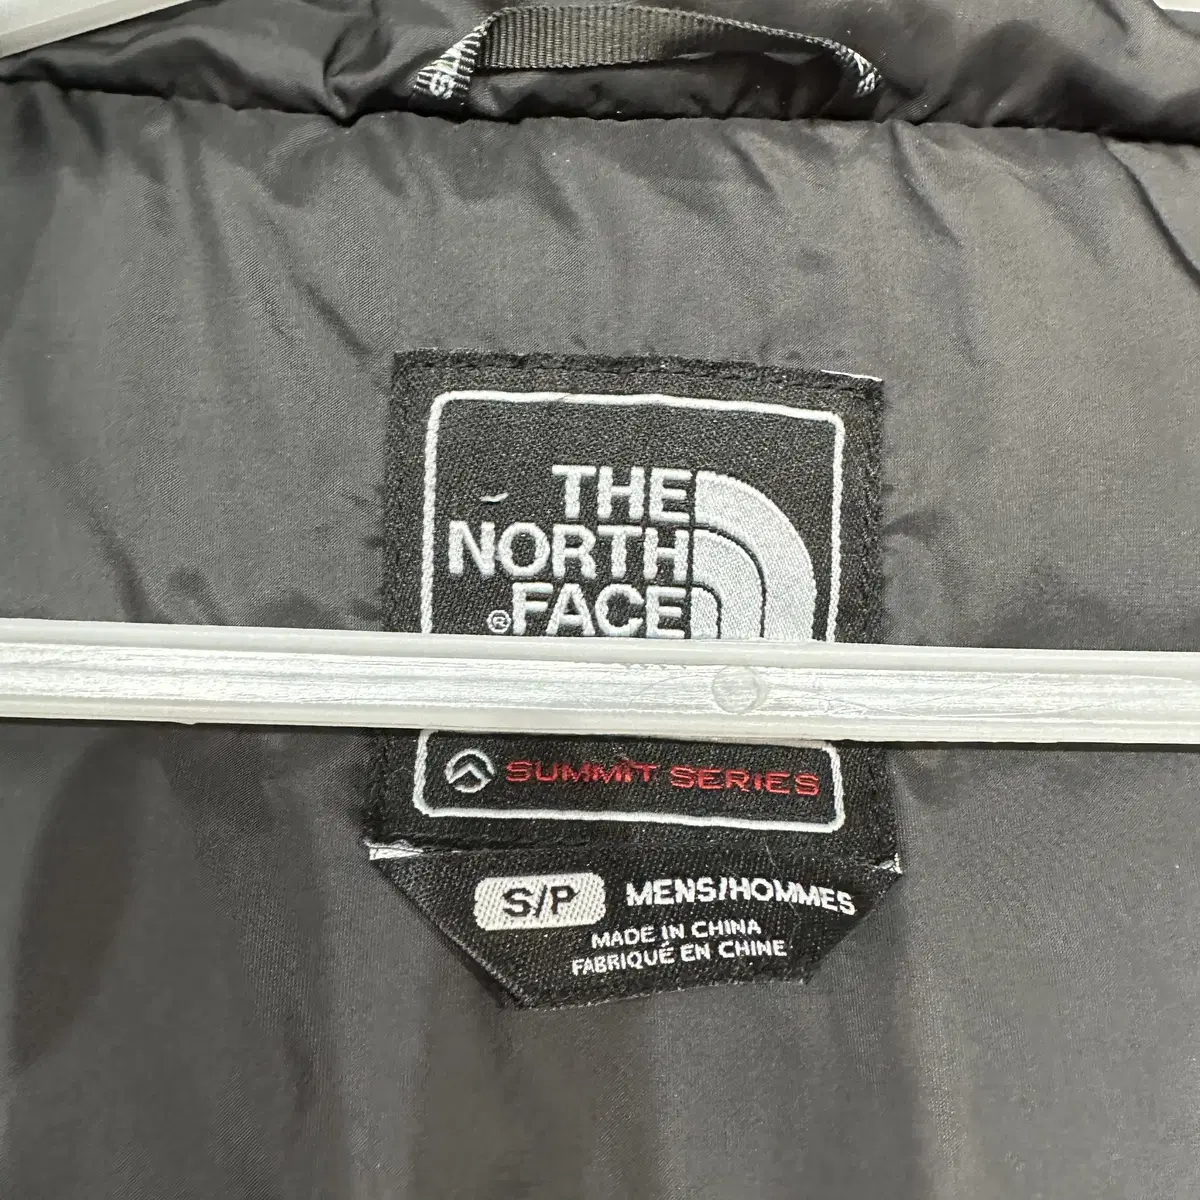 THE
NORTH
®FACE
SUMMIT SERIES
S/P MENS/HOMMES
MADE IN CHINA
FABRIQUÉ EN CHINE